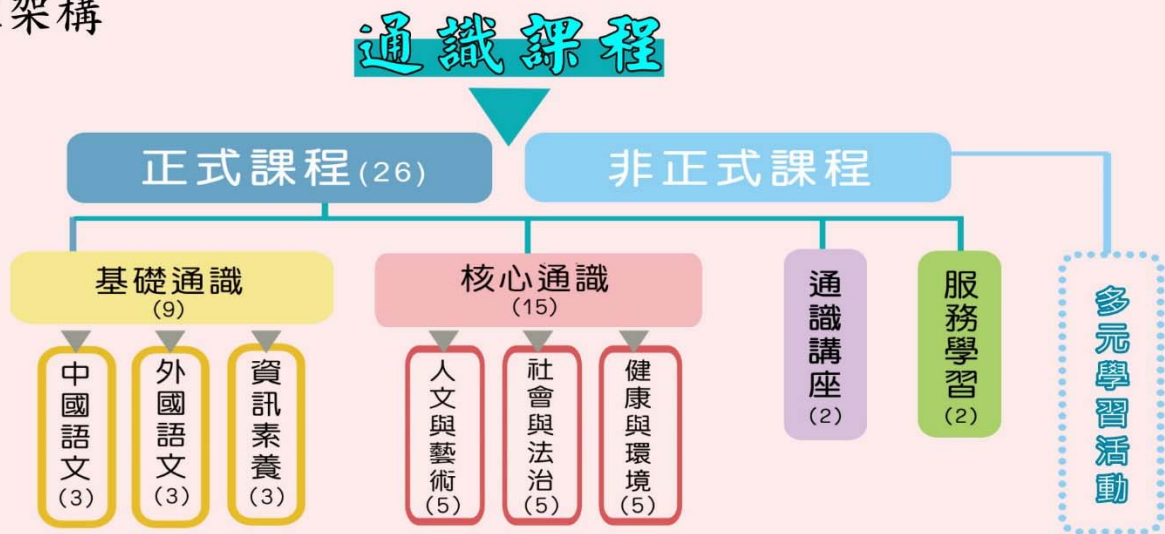 架構
通識課程
正式課程(26)
非正式課程
基礎通識
(9)
核心通識
(15)
通識講座
(2)
服務學習
(2)
多元學習活動
中國語文
(3)
外國語文
(3)
資訊素養
(3)
人文與藝術
(5)
社會與法治
(5)
健康與環境
(5)